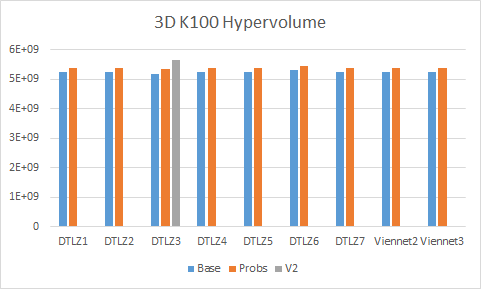 3D K100 Hypervolume
6E+09
5E+09
4E+09
3E+09
2E+09
1E+09
0
DTLZ1 DTLZ2 DTLZ3 DTLZ4 DTLZ5 DTLZ6 DTLZ7 Viennet2 Viennet3
Base Probs V2